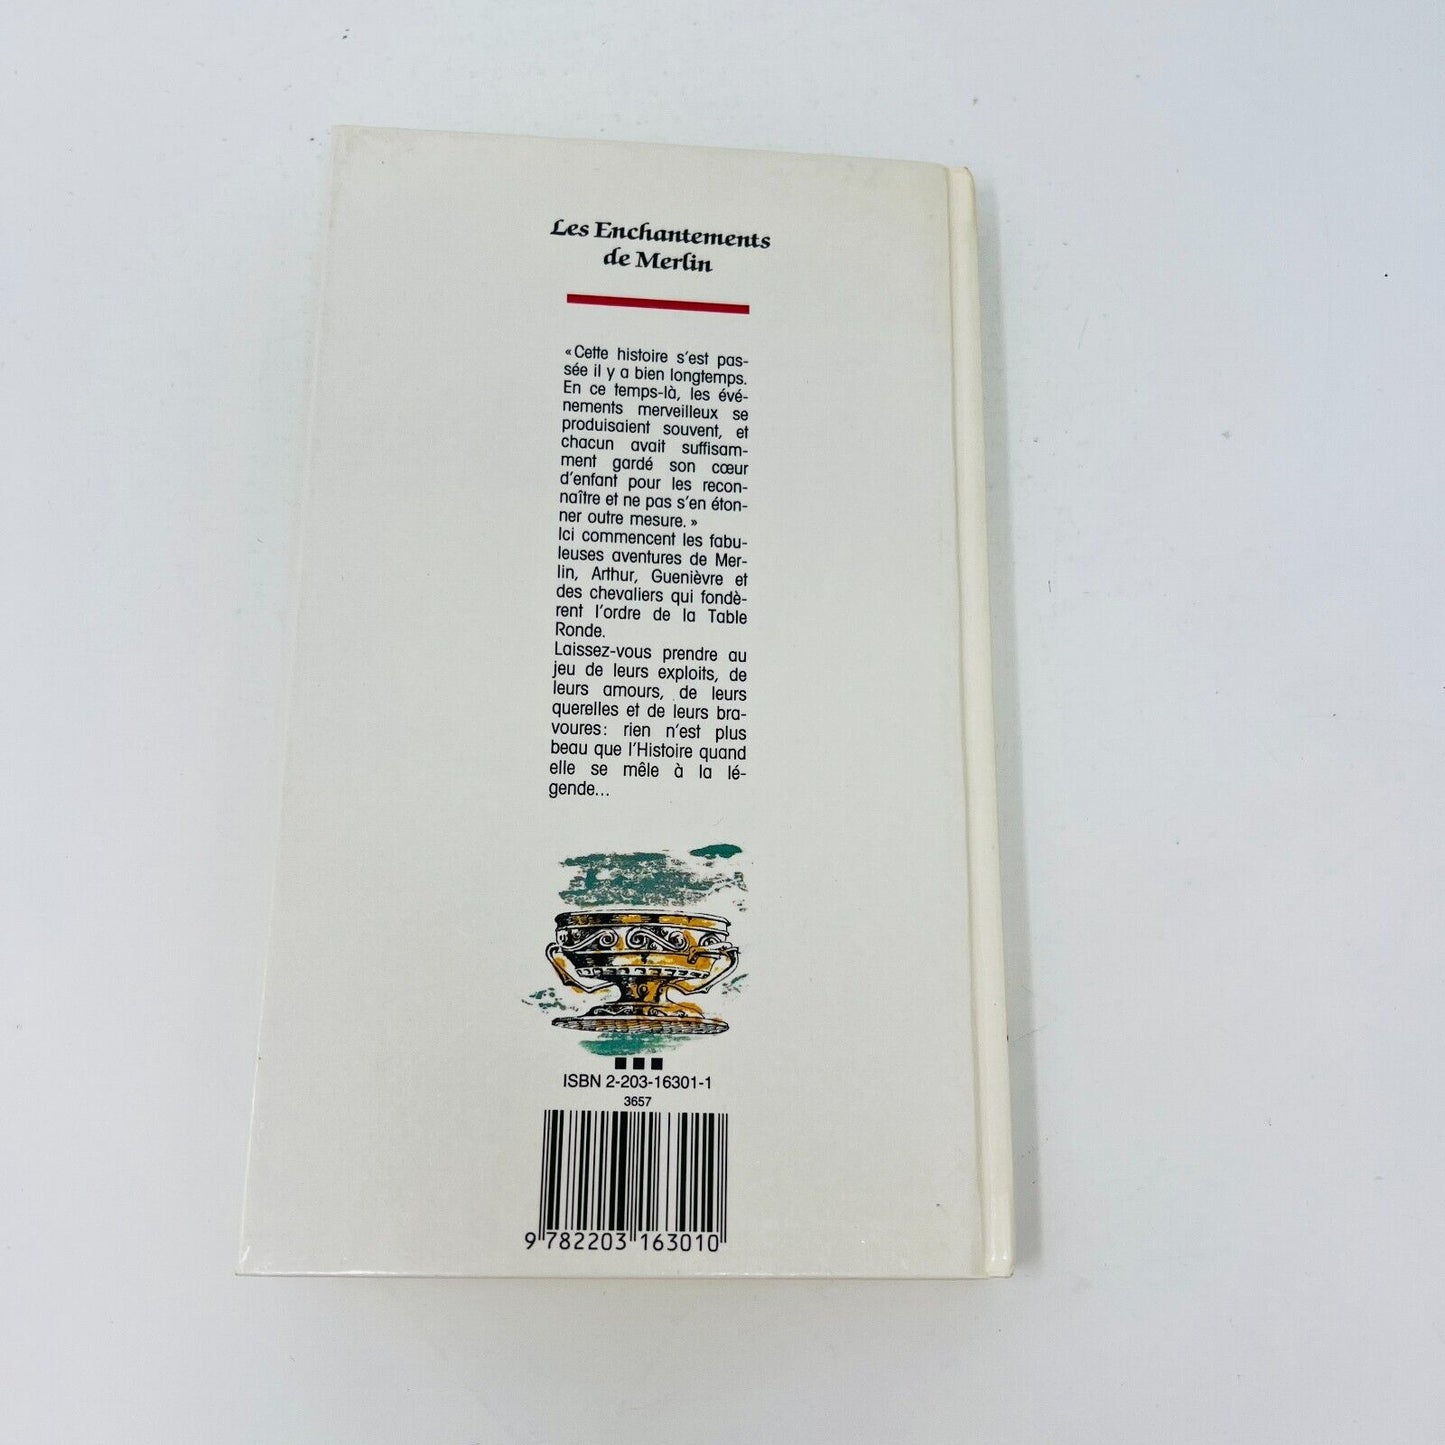 Les Enchantements
de Merlin
« Cette histoire s'est pas-
sée il y a bien longtemps.
En ce temps-là, les évé-
nements merveilleux se
produisaient souvent, et
chacun avait suffisam-
ment gardé son cœur
d'enfant pour les recon-
naître et ne pas s'en éton-
ner outre mesure. »
Ici commencent les fabu-
leuses aventures de Mer-
lin, Arthur, Guenièvre et
des chevaliers qui fondè-
rent l'ordre de la Table
Ronde.
Laissez-vous prendre au
jeu de leurs exploits, de
leurs amours, de leurs
querelles et de leurs bra-
voures: rien n'est plus
beau que l'Histoire quand
elle se mêle à la lé-
gende...
ISBN 2-203-16301-1
3657
9 782203 163010